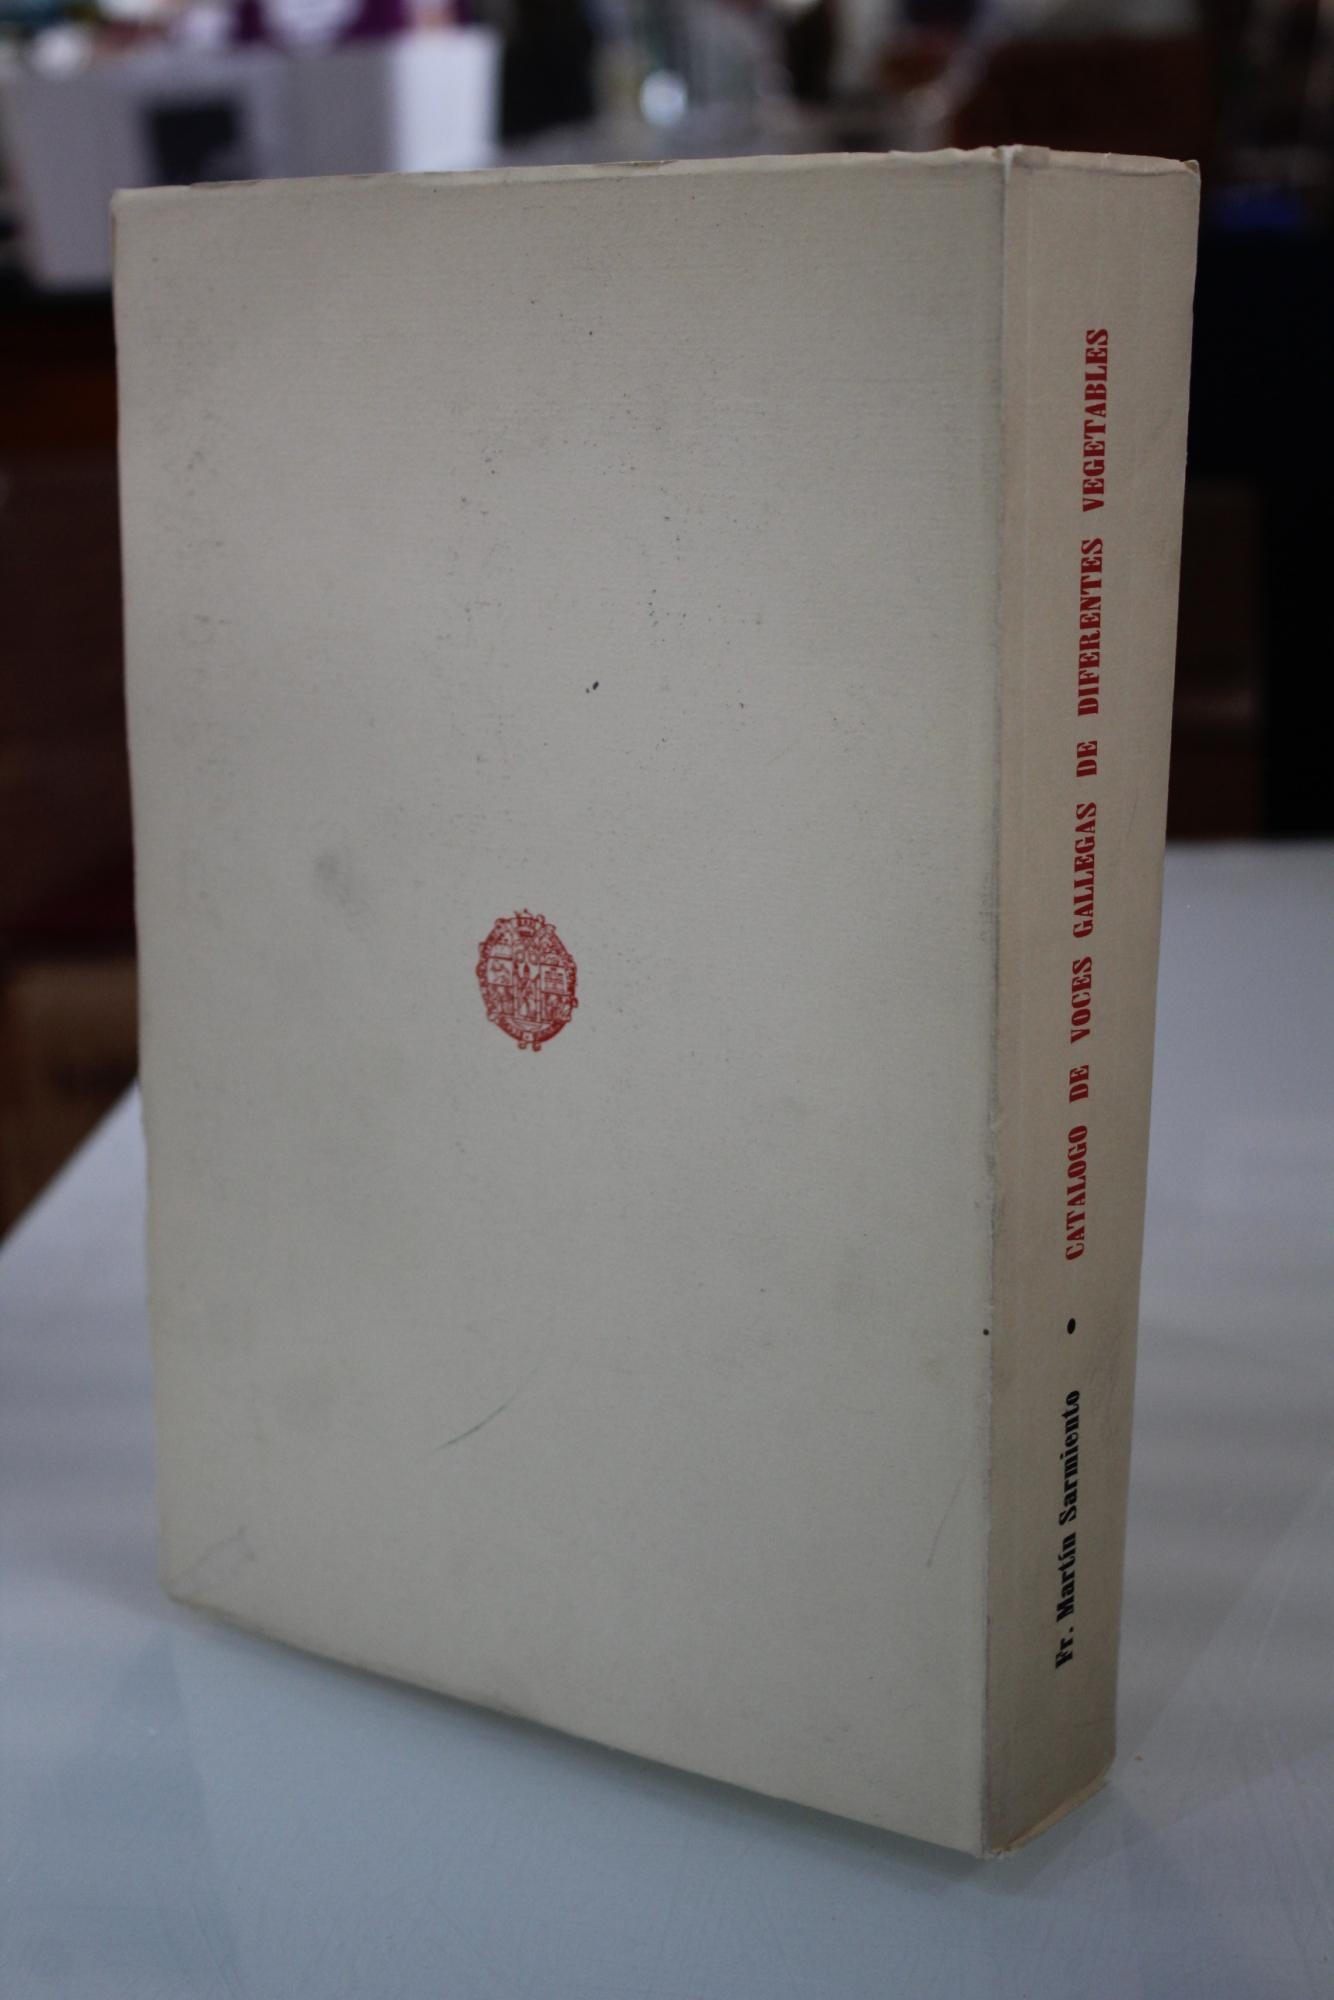 Fr. Martín Sarmiento • CATALOGO DE VOCES GALLEGAS DE DIFERENTES VEGETABLES